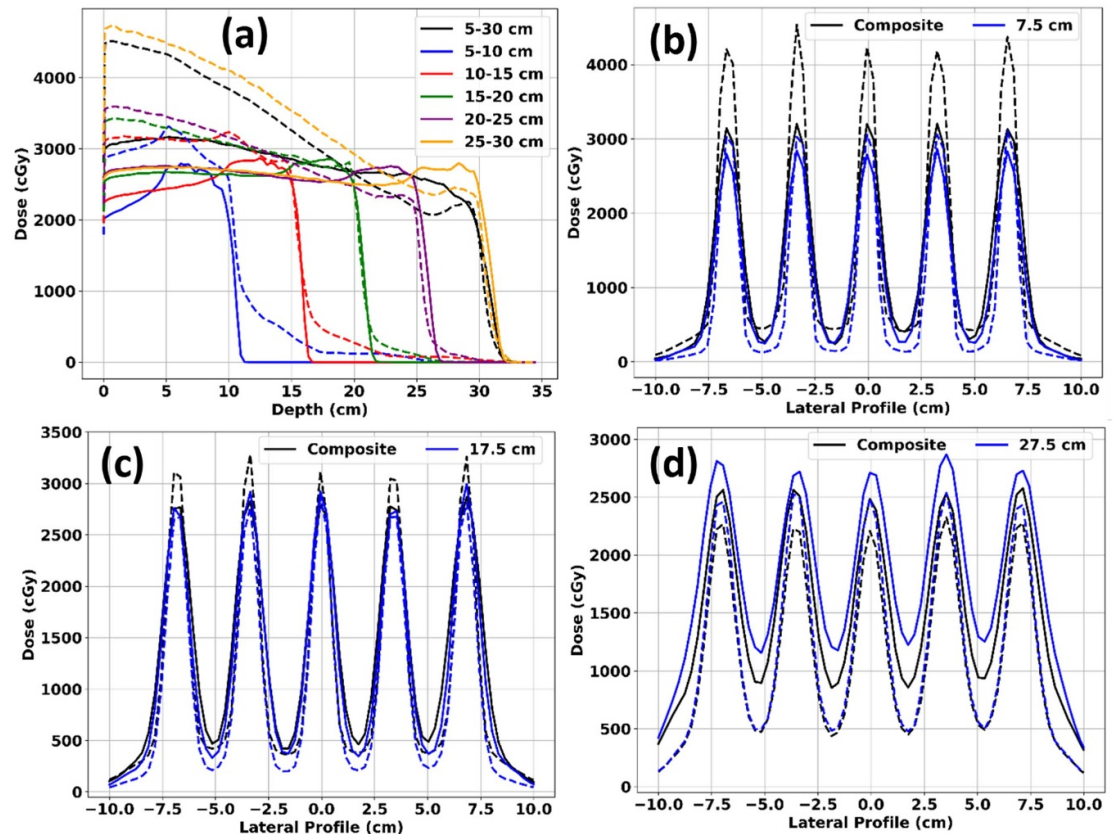 (a)
5-30 cm
5-10 cm
10-15 cm
15-20 cm
20-25 cm
25-30 cm
Dose (cGy)
4000
3000
2000
1000
0
0 5 10 15 20 25 30 35
Depth (cm)
(b)
Composite 7.5 cm
Dose (cGy)
4000
3000
2000
1000
0
−10.0 −7.5 −5.0 −2.5 0.0 2.5 5.0 7.5 10.0
Lateral Profile (cm)
(c)
Composite 17.5 cm
Dose (cGy)
3500
3000
2500
2000
1500
1000
500
0
−10.0 −7.5 −5.0 −2.5 0.0 2.5 5.0 7.5 10.0
Lateral Profile (cm)
(d)
Composite 27.5 cm
Dose (cGy)
3000
2500
2000
1500
1000
500
0
−10.0 −7.5 −5.0 −2.5 0.0 2.5 5.0 7.5 10.0
Lateral Profile (cm)